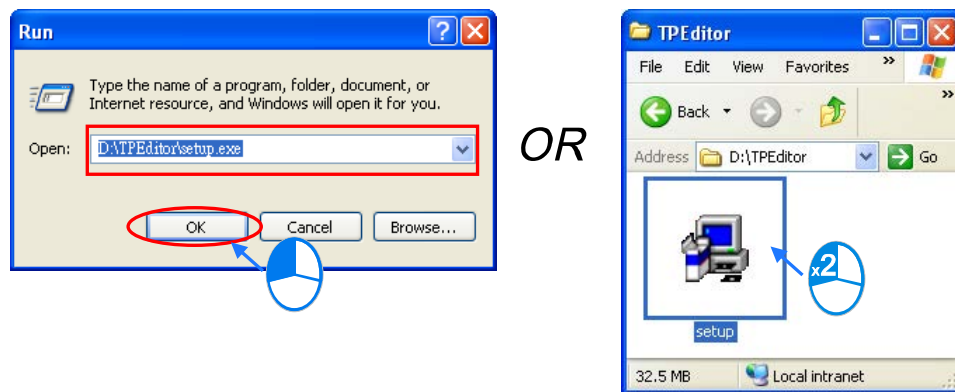 Run
Type the name of a program, folder, document, or
Internet resource, and Windows will open it for you.
Open: D:\TPEditor\setup.exe
OK Cancel Browse...
OR
TPEditor
File Edit View Favorites »
Back »
Address D:\TPEditor Go
x2
setup
32.5 MB Local intranet